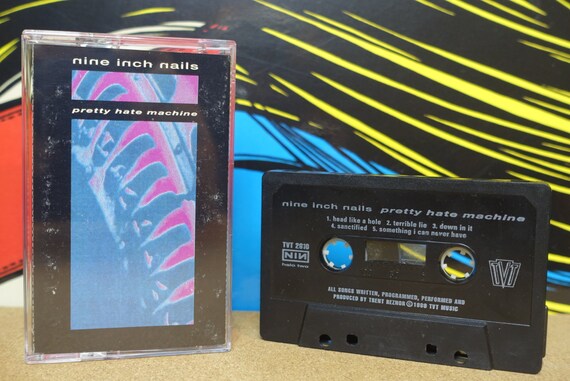 nine inch nails
pretty hate machine
nine inch nails pretty hate machine
1. head like a hole 2. terrible lie 3. down in it
4. sanctified 5. something i can never have
TVT 2610
NIN
TVT
ALL SONGS WRITTEN, PROGRAMMED, PERFORMED AND
PRODUCED BY TRENT REZNOR © 1989 TVT MUSIC